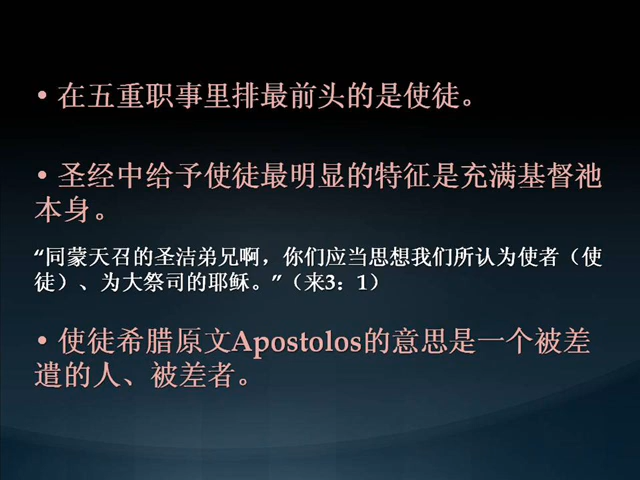 • 在五重职事里排最前头的是使徒。
• 圣经中给予使徒最明显的特征是充满基督祂
本身。
“同蒙天召的圣洁弟兄啊，你们应当思想我们所认为使者（使
徒）、为大祭司的耶稣。”（来3：1）
• 使徒希腊原文Apostolos的意思是一个被差
遣的人、被差者。